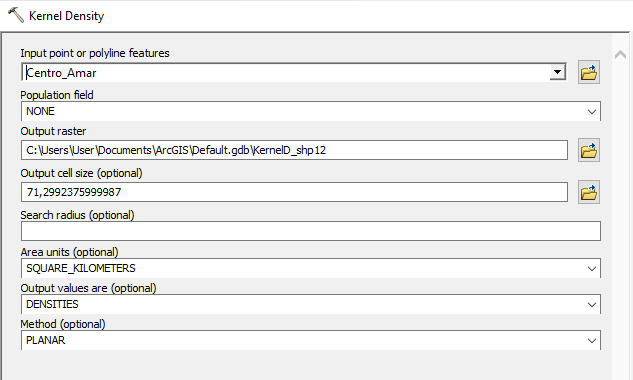 Kernel Density
Input point or polyline features
Centro_Amar
Population field
NONE
Output raster
C:\Users\User\Documents\ArcGIS\Default.gdb\KernelD_shp12
Output cell size (optional)
71,2992375999987
Search radius (optional)
Area units (optional)
SQUARE_KILOMETERS
Output values are (optional)
DENSITIES
Method (optional)
PLANAR